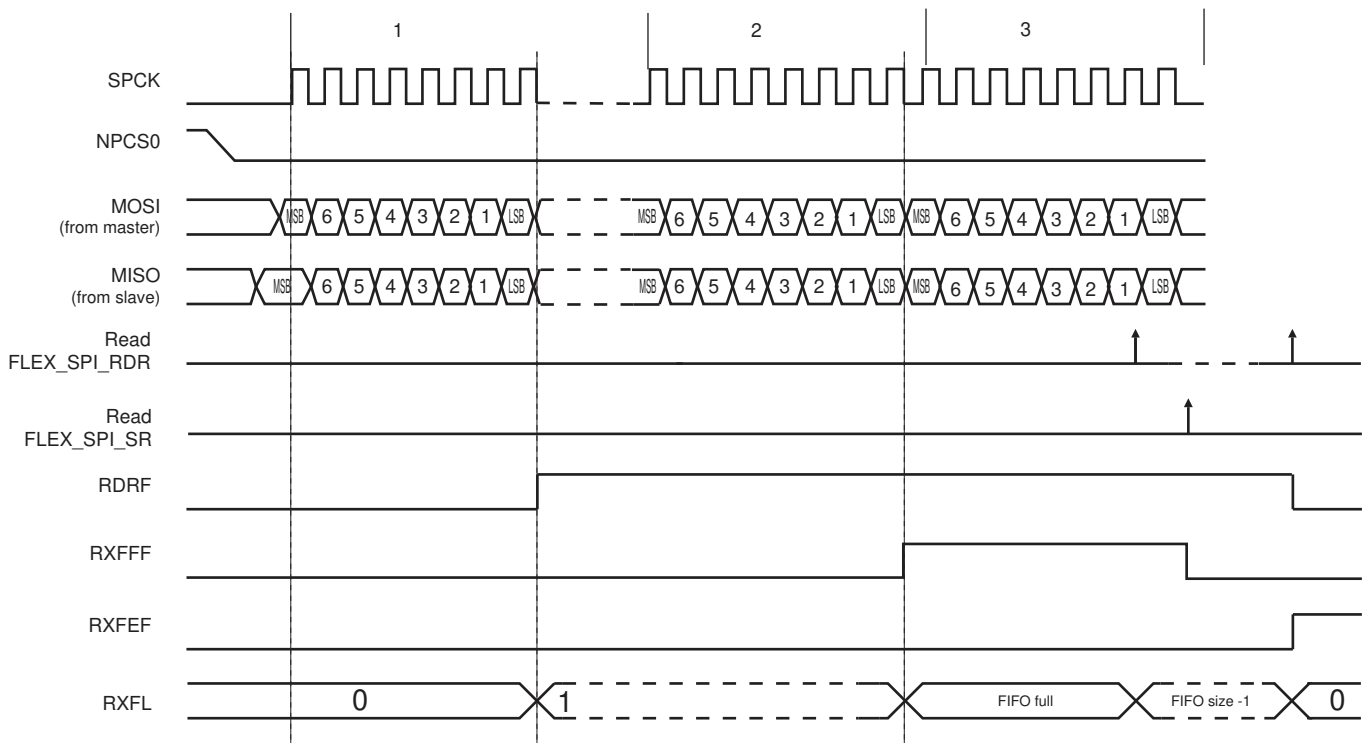 1 2 3
SPCK
NPCS0
MOSI
(from master)
MSB 6 5 4 3 2 1 LSB MSB 6 5 4 3 2 1 LSB MSB 6 5 4 3 2 1 LSB
MISO
(from slave)
MSB 6 5 4 3 2 1 LSB MSB 6 5 4 3 2 1 LSB MSB 6 5 4 3 2 1 LSB
Read
FLEX_SPI_RDR
Read
FLEX_SPI_SR
RDRF
RXFFF
RXFEF
RXFL 0 1 FIFO full FIFO size -1 0